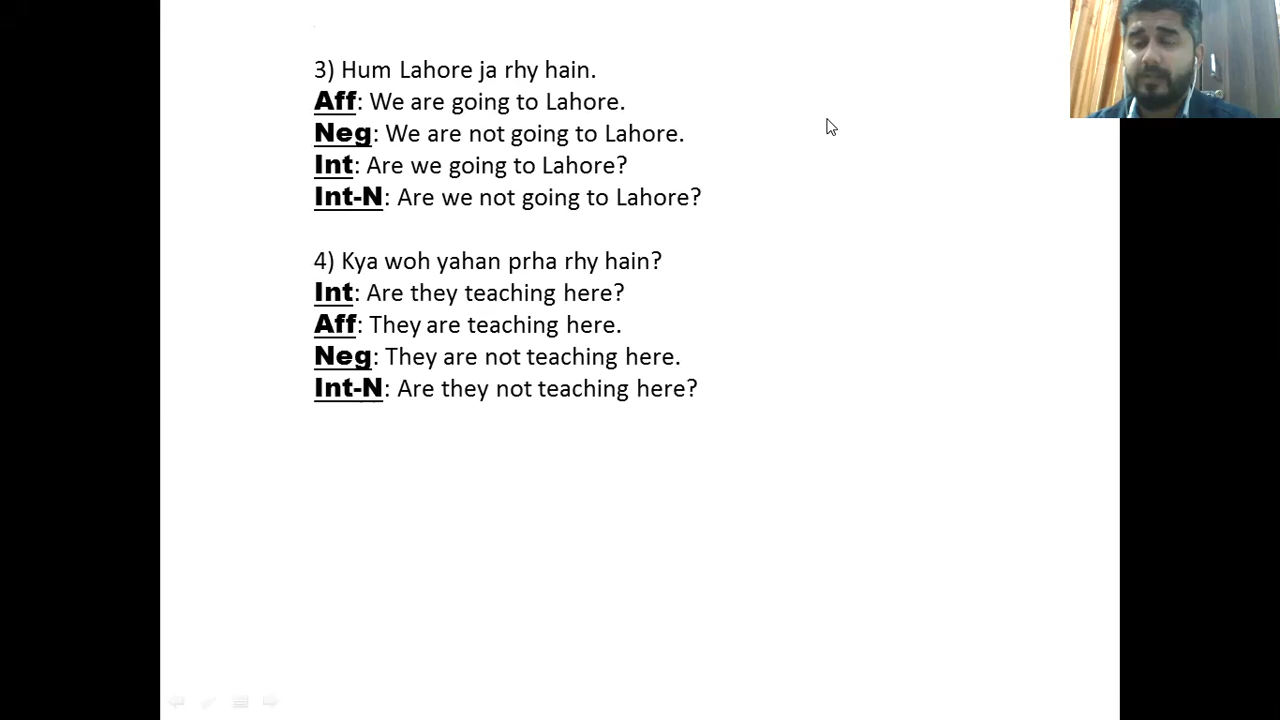 3) Hum Lahore ja rhy hain.
Aff: We are going to Lahore.
Neg: We are not going to Lahore.
Int: Are we going to Lahore?
Int-N: Are we not going to Lahore?
4) Kya woh yahan prha rhy hain?
Int: Are they teaching here?
Aff: They are teaching here.
Neg: They are not teaching here.
Int-N: Are they not teaching here?